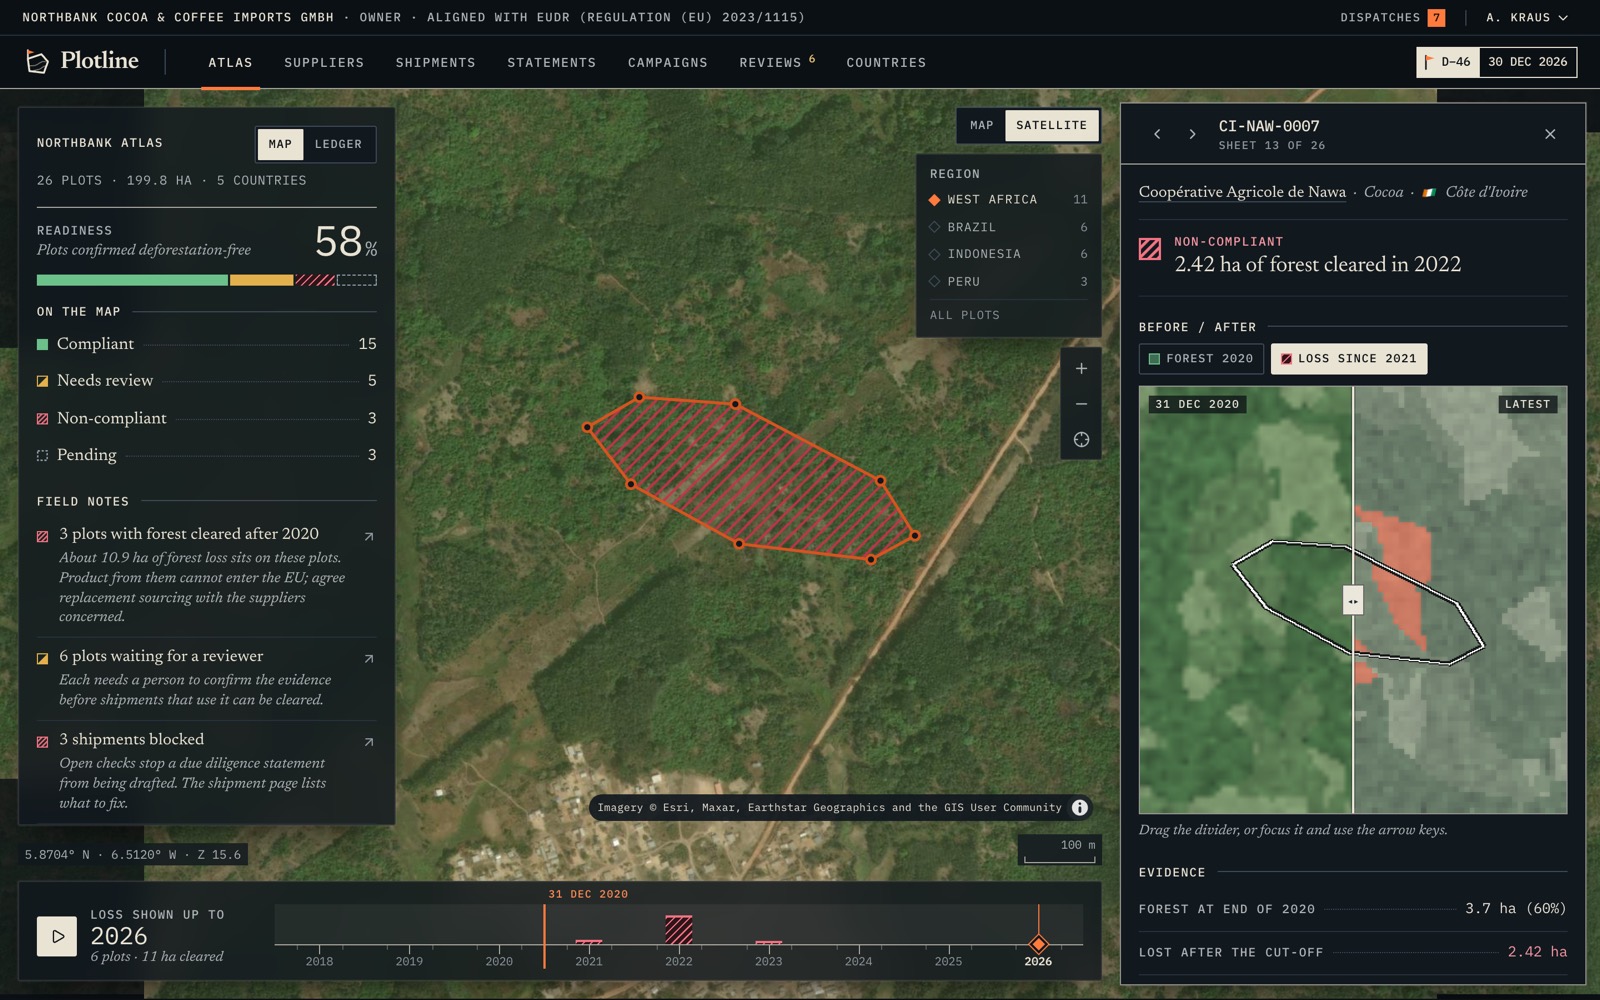 NORTHBANK COCOA & COFFEE IMPORTS GMBH · OWNER · ALIGNED WITH EUDR (REGULATION (EU) 2023/1115)
DISPATCHES 7
A. KRAUS
Plotline
ATLAS
SUPPLIERS
SHIPMENTS
STATEMENTS
CAMPAIGNS
REVIEWS 6
COUNTRIES
D−46
30 DEC 2026
NORTHBANK ATLAS
MAP
LEDGER
26 PLOTS · 199.8 HA · 5 COUNTRIES
READINESS
Plots confirmed deforestation-free
58%
ON THE MAP
Compliant 15
Needs review 5
Non-compliant 3
Pending 3
FIELD NOTES
3 plots with forest cleared after 2020
About 10.9 ha of forest loss sits on these plots.
Product from them cannot enter the EU; agree
replacement sourcing with the suppliers
concerned.
6 plots waiting for a reviewer
Each needs a person to confirm the evidence
before shipments that use it can be cleared.
3 shipments blocked
Open checks stop a due diligence statement
from being drafted. The shipment page lists
what to fix.
5.8704° N · 6.5120° W · Z 15.6
MAP
SATELLITE
REGION
WEST AFRICA 11
BRAZIL 6
INDONESIA 6
PERU 3
ALL PLOTS
Imagery © Esri, Maxar, Earthstar Geographics and the GIS User Community
100 m
LOSS SHOWN UP TO
2026
6 plots · 11 ha cleared
31 DEC 2020
2018 2019 2020 2021 2022 2023 2024 2025 2026
CI-NAW-0007
SHEET 13 OF 26
Coopérative Agricole de Nawa · Cocoa · Côte d'Ivoire
NON-COMPLIANT
2.42 ha of forest cleared in 2022
BEFORE / AFTER
FOREST 2020
LOSS SINCE 2021
31 DEC 2020
LATEST
Drag the divider, or focus it and use the arrow keys.
EVIDENCE
FOREST AT END OF 2020 3.7 ha (60%)
LOST AFTER THE CUT-OFF 2.42 ha